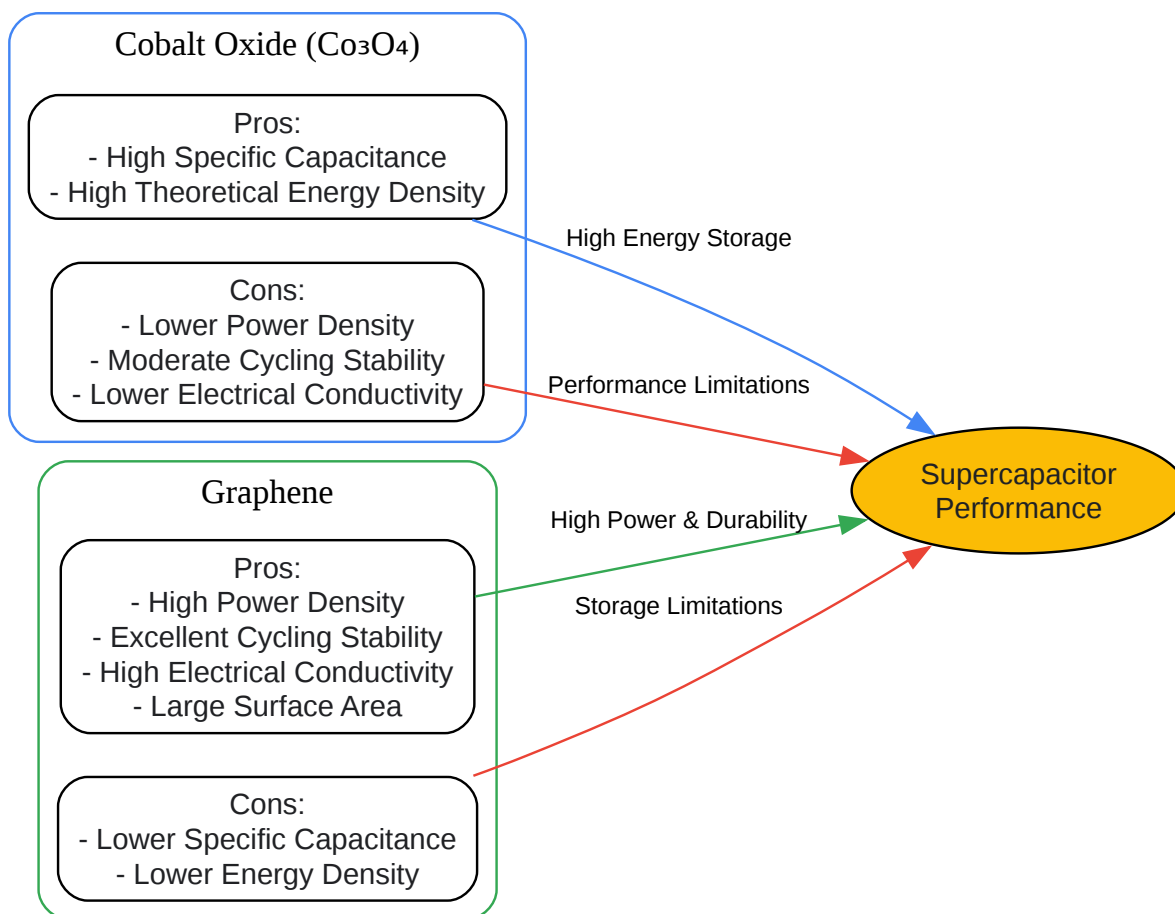 Cobalt Oxide (Co₃O₄)
Pros:
- High Specific Capacitance
- High Theoretical Energy Density
High Energy Storage
Cons:
- Lower Power Density
- Moderate Cycling Stability
- Lower Electrical Conductivity
Performance Limitations
Supercapacitor
Performance
Graphene
High Power & Durability
Pros:
- High Power Density
- Excellent Cycling Stability
- High Electrical Conductivity
- Large Surface Area
Storage Limitations
Cons:
- Lower Specific Capacitance
- Lower Energy Density